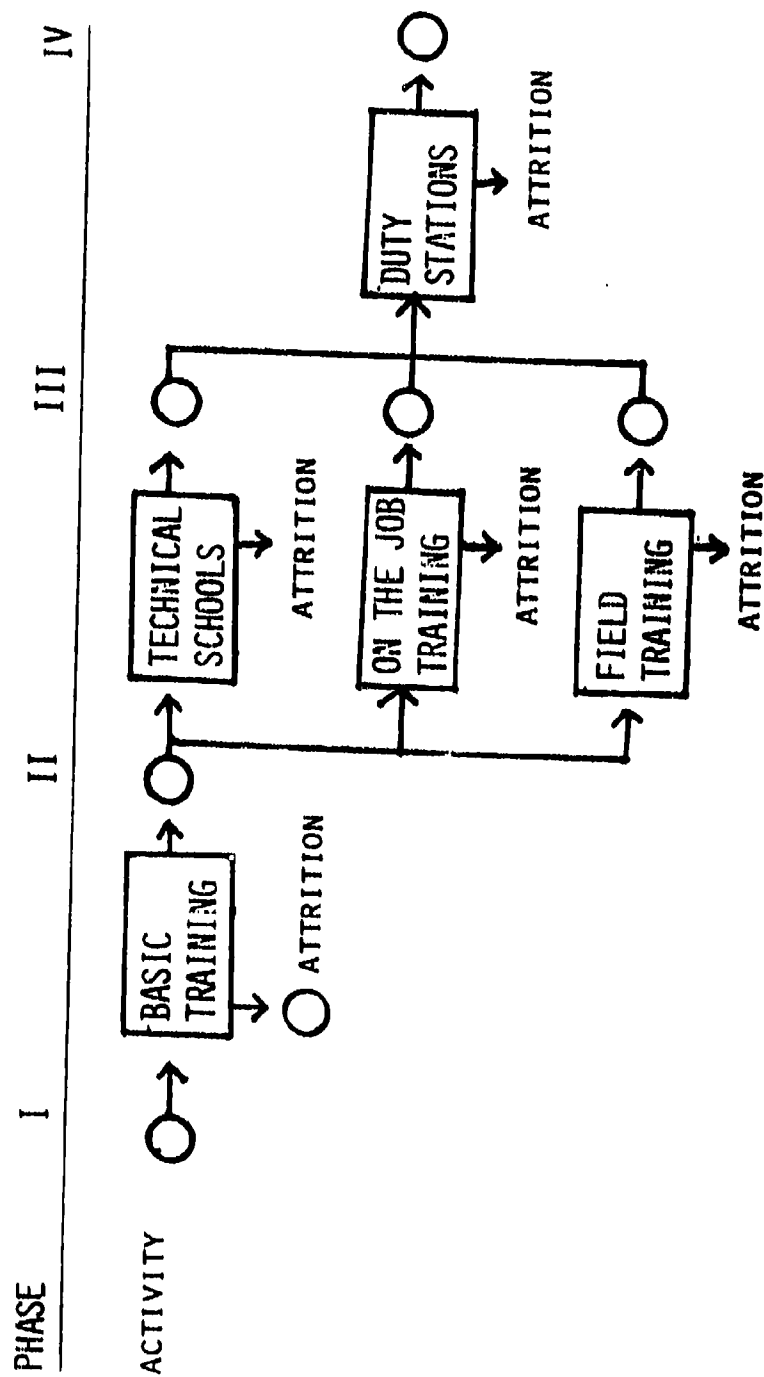 PHASE I II III IV
ACTIVITY
BASIC
TRAINING
ATTRITION
TECHNICAL
SCHOOLS
ATTRITION
ON THE JOB
TRAINING
ATTRITION
FIELD
TRAINING
ATTRITION
DUTY
STATIONS
ATTRITION